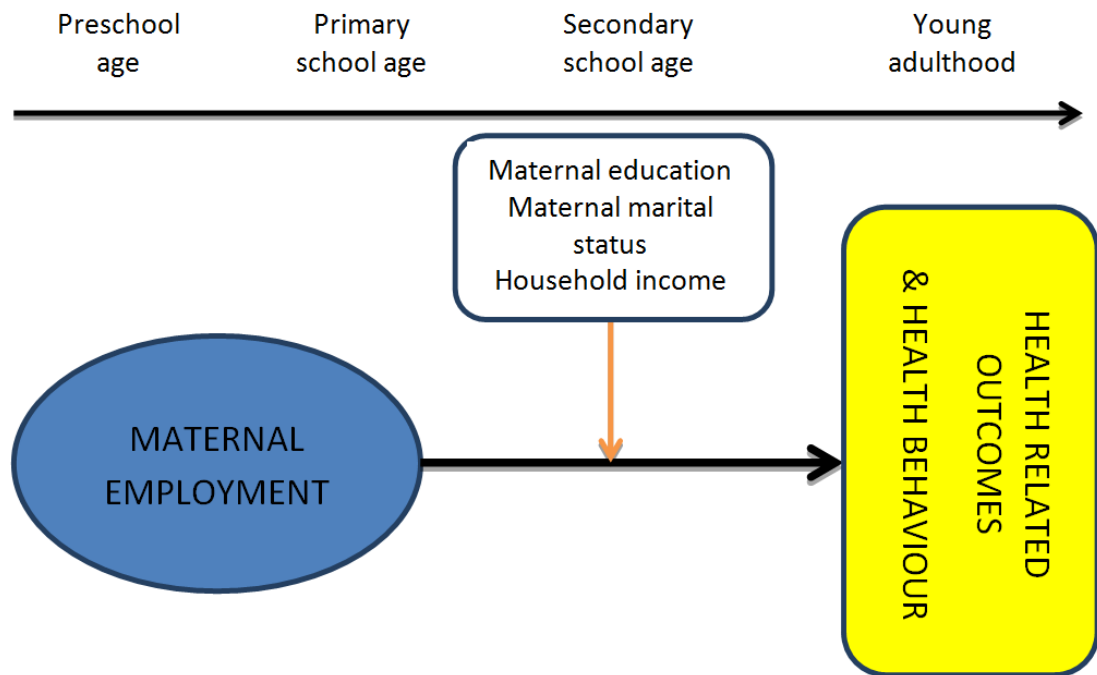 Preschool
age
Primary
school age
Secondary
school age
Young
adulthood
Maternal education
Maternal marital
status
Household income
MATERNAL
EMPLOYMENT
HEALTH RELATED
OUTCOMES
& HEALTH BEHAVIOUR